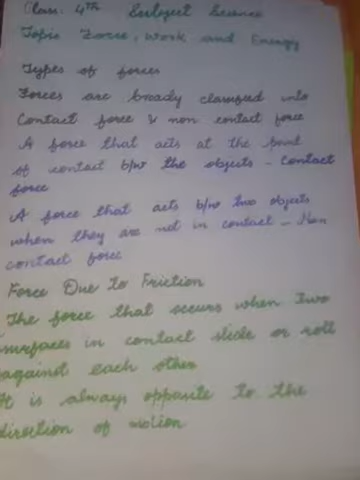 Class. 4th Subject Science
Topic Force, Work and Energy
Types of forces
Forces are broadly classified into
Contact force & non contact force
A force that acts at the point
of contact b/w the objects - Contact
force
A force that acts b/w two objects
when they are not in contact - Non
contact force
Force Due To Friction
The force that occurs when two
surfaces in contact slide or roll
against each other
It is always opposite to the
direction of motion